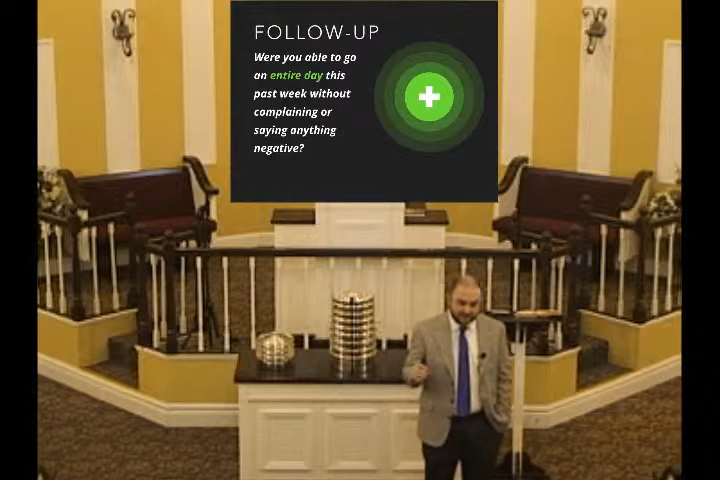 FOLLOW-UP
Were you able to go
an entire day this
past week without
complaining or
saying anything
negative?